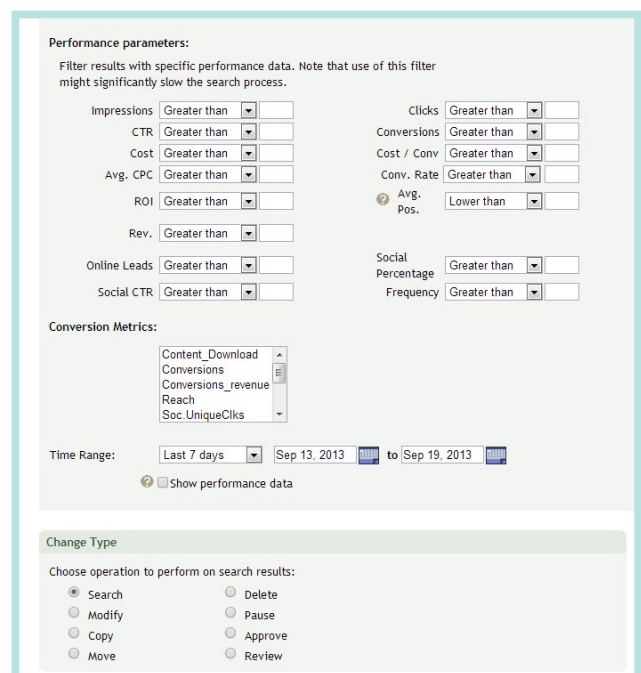 Performance parameters:
Filter results with specific performance data. Note that use of this filter
might significantly slow the search process.
Impressions Greater than Clicks Greater than
CTR Greater than Conversions Greater than
Cost Greater than Cost / Conv Greater than
Avg. CPC Greater than Conv. Rate Greater than
ROI Greater than ? Avg. Pos. Lower than
Rev. Greater than
Online Leads Greater than Social Percentage Greater than
Social CTR Greater than Frequency Greater than
Conversion Metrics:
Content_Download
Conversions
Conversions_revenue
Reach
Soc.UniqueClks
Time Range: Last 7 days Sep 13, 2013 to Sep 19, 2013
? Show performance data
Change Type
Choose operation to perform on search results:
Search Delete
Modify Pause
Copy Approve
Move Review